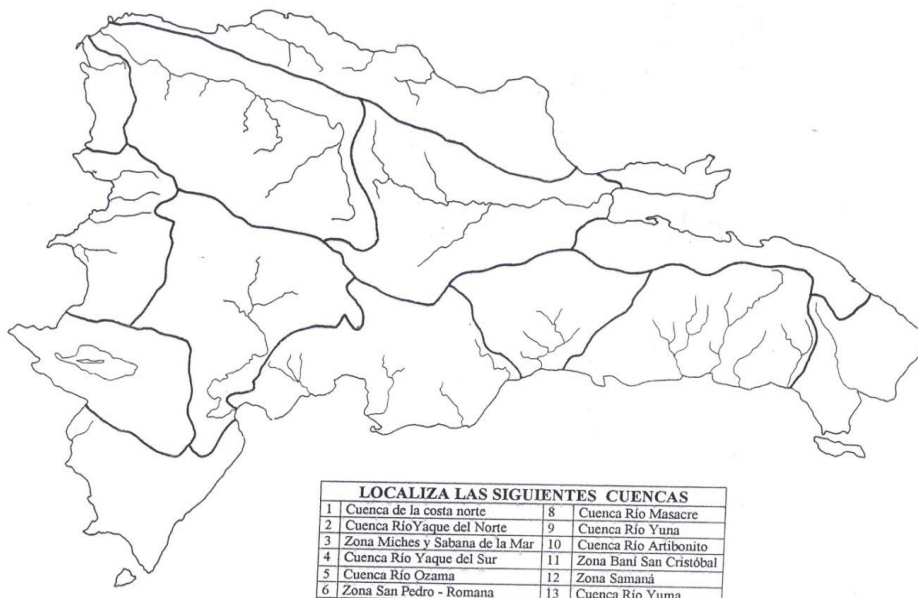 LOCALIZA LAS SIGUIENTES CUENCAS
1 Cuenca de la costa norte 8 Cuenca Río Masacre
2 Cuenca RíoYaque del Norte 9 Cuenca Río Yuna
3 Zona Miches y Sabana de la Mar 10 Cuenca Río Artibonito
4 Cuenca Río Yaque del Sur 11 Zona Baní San Cristóbal
5 Cuenca Río Ozama 12 Zona Samaná
6 Zona San Pedro - Romana 13 Cuenca Río Yuma